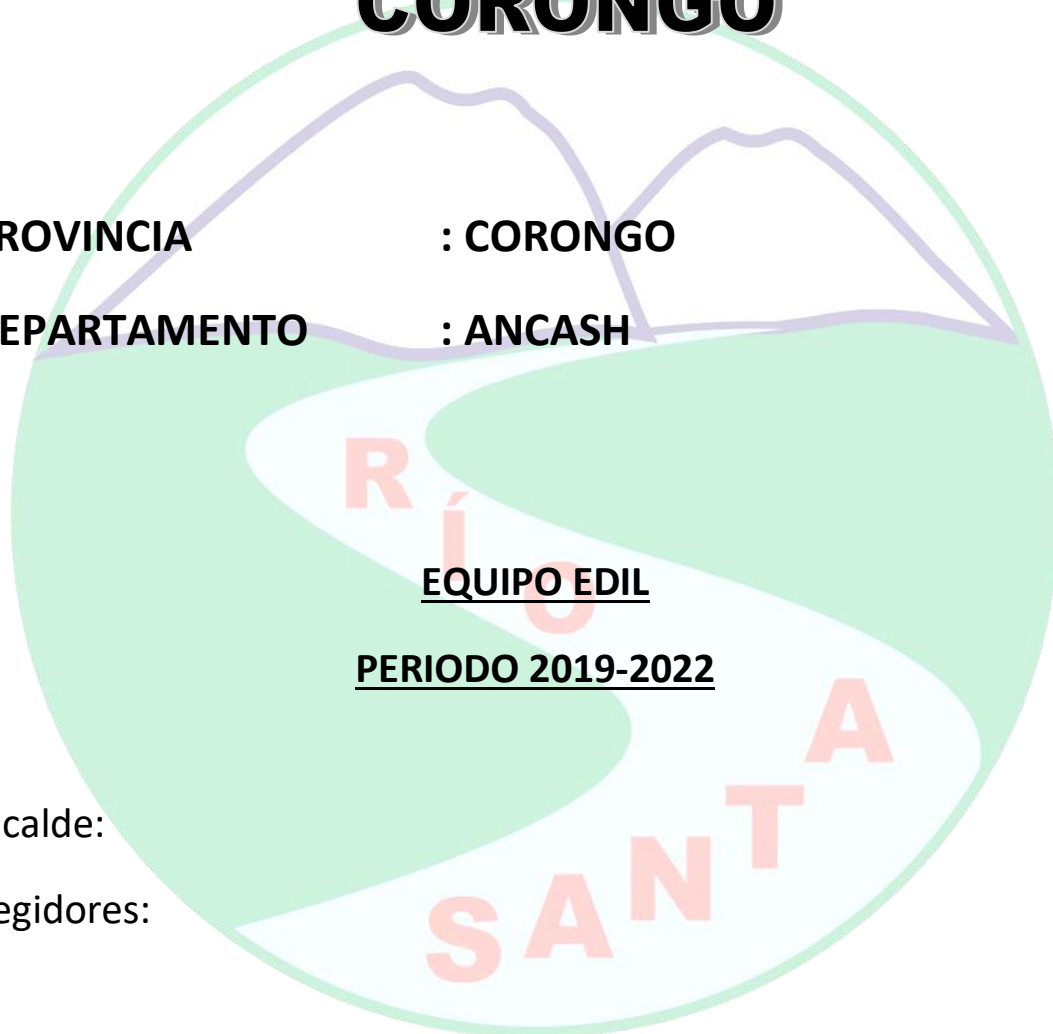 CORONGO
ROVINCIA : CORONGO
EPARTAMENTO : ANCASH
RÍO
EQUIPO EDIL
PERIODO 2019-2022
SANTA
calde:
egidores: